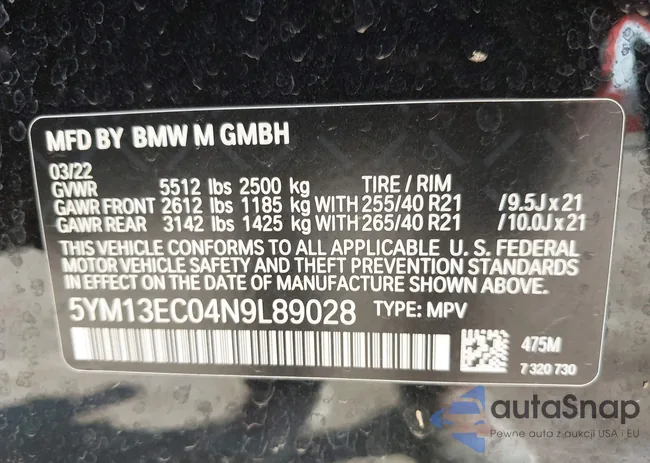 MFD BY BMW M GMBH
03/22
GVWR 5512 lbs 2500 kg TIRE / RIM
GAWR FRONT 2612 lbs 1185 kg WITH 255/40 R21 /9.5J x 21
GAWR REAR 3142 lbs 1425 kg WITH 265/40 R21 /10.0J x 21
THIS VEHICLE CONFORMS TO ALL APPLICABLE U. S. FEDERAL
MOTOR VEHICLE SAFETY AND THEFT PREVENTION STANDARDS
IN EFFECT ON THE DATE OF MANUFACTURE SHOWN ABOVE.
5YM13EC04N9L89028 TYPE: MPV
475M
7 320 730
autaSnap
Pewne auta z aukcji USA i EU